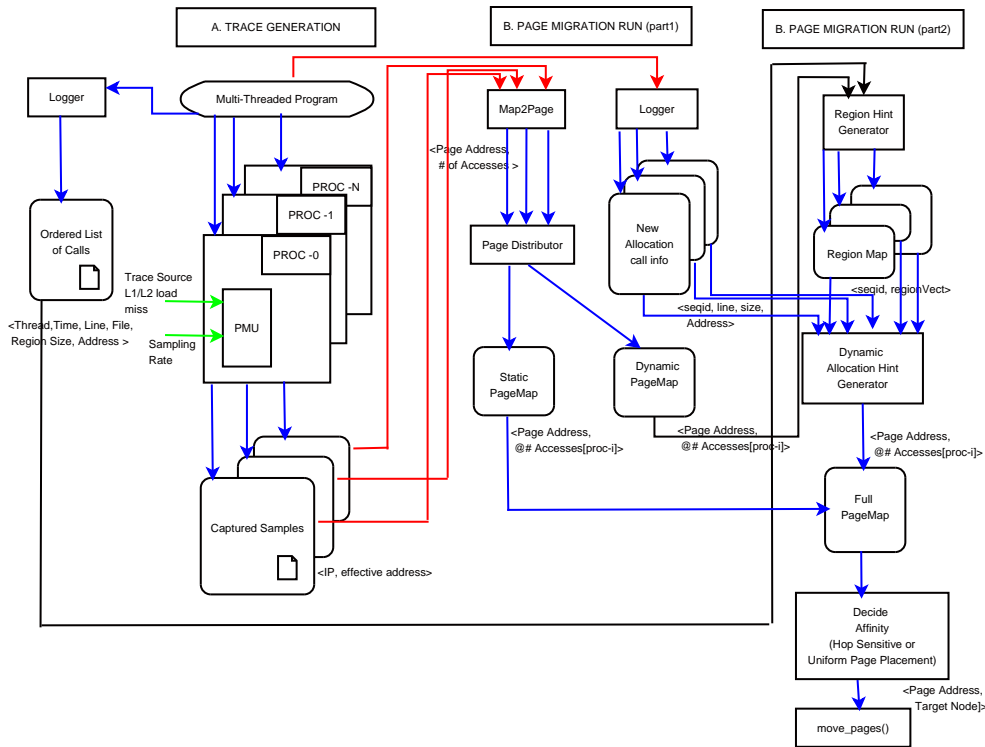 A. TRACE GENERATION
B. PAGE MIGRATION RUN (part1)
B. PAGE MIGRATION RUN (part2)
Logger
Multi-Threaded Program
Map2Page
Logger
Region Hint
Generator
<Page Address,
# of Accesses >
PROC -N
PROC -1
PROC -0
Ordered List
of Calls
Page Distributor
New
Allocation
call info
Region Map
Trace Source
L1/L2 load
miss
PMU
Sampling
Rate
<Thread,Time, Line, File,
Region Size, Address >
<seqid, regionVect>
<seqid, line, size,
Address>
Static
PageMap
Dynamic
PageMap
Dynamic
Allocation Hint
Generator
<Page Address,
@# Accesses[proc-i]>
<Page Address,
@# Accesses[proc-i]>
<Page Address,
@# Accesses[proc-i]>
Captured Samples
<IP, effective address>
Full
PageMap
Decide
Affinity
(Hop Sensitive or
Uniform Page Placement)
<Page Address,
Target Node]>
move_pages()